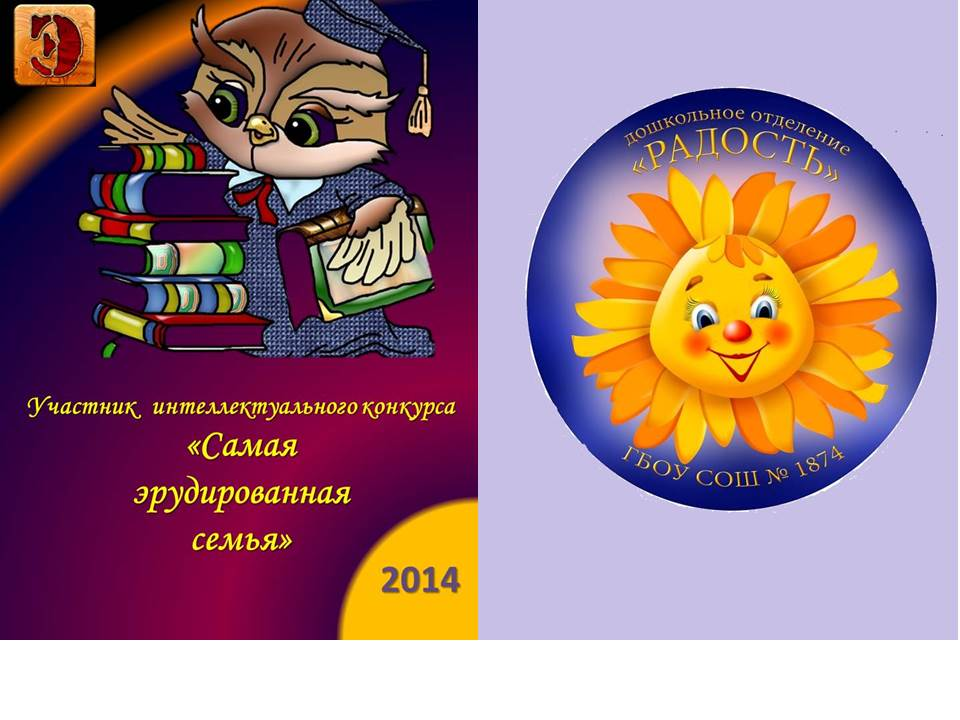 Э
Участник интеллектуального конкурса
«Самая
эрудированная
семья»
2014
дошкольное отделение
«РАДОСТЬ»
ГБОУ СОШ № 1874